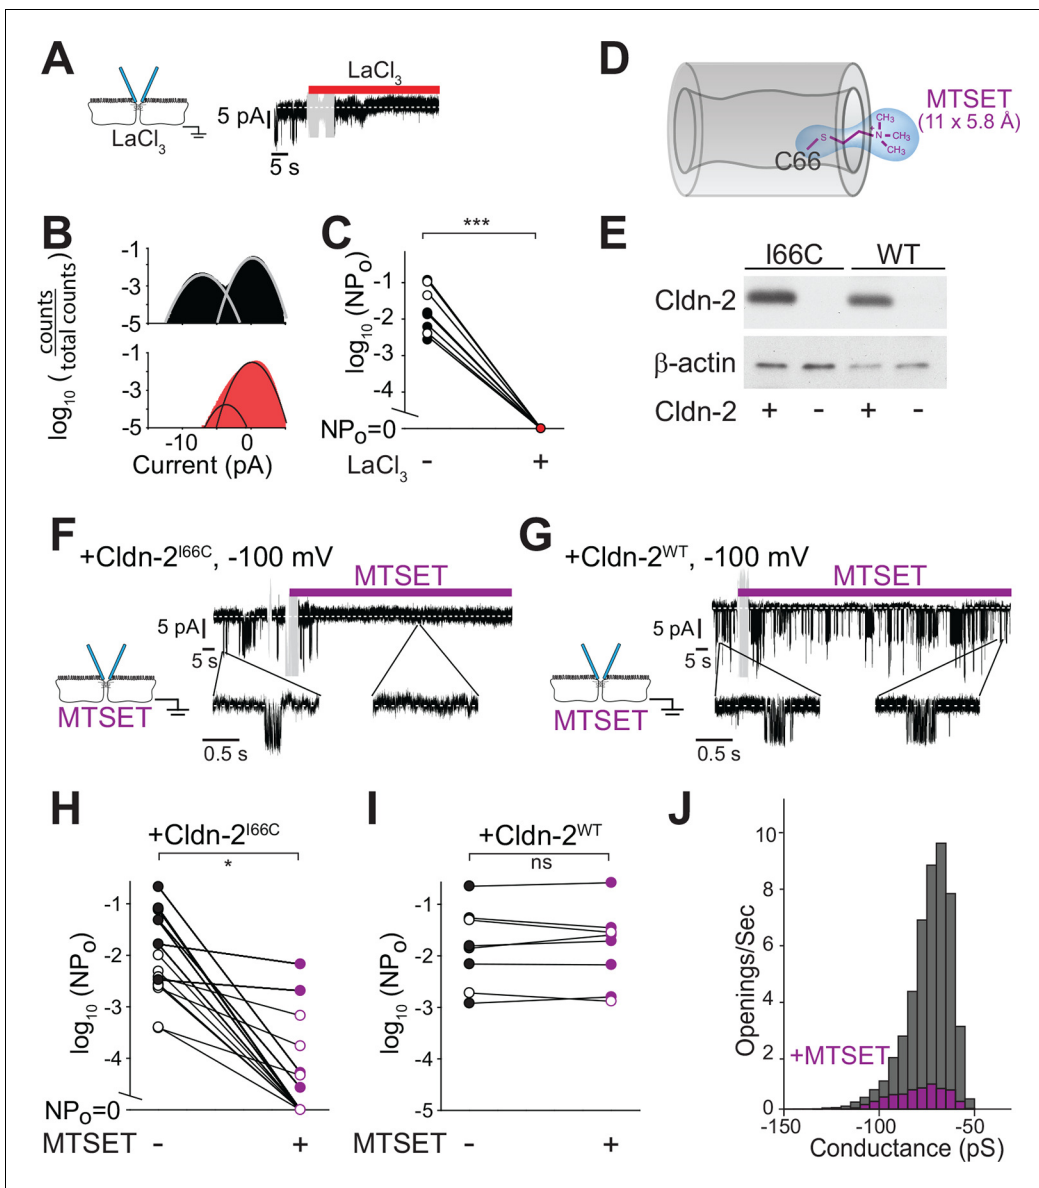 A
LaCl3
5 pA
5 s
LaCl3
B
log10 ( counts / total counts )
-1
-3
-5
-1
-3
-5
-10
0
Current (pA)
C
***
log10 (NPO)
-1
-2
-3
-4
NPO=0
LaCl3
-
+
D
MTSET
(11 x 5.8 Å)
C66
S
N
+
CH3
CH3
CH3
E
I66C
WT
Cldn-2
β-actin
Cldn-2
+
-
+
-
F
+Cldn-2I66C, -100 mV
MTSET
5 pA
5 s
MTSET
0.5 s
G
+Cldn-2WT, -100 mV
MTSET
5 pA
5 s
MTSET
0.5 s
H
+Cldn-2I66C
*
log10 (NPO)
-1
-2
-3
-4
NPO=0
MTSET
-
+
I
+Cldn-2WT
ns
log10 (NPO)
-1
-2
-3
-4
-5
MTSET
-
+
J
Openings/Sec
10
8
6
4
2
0
+MTSET
-150
-100
-50
Conductance (pS)